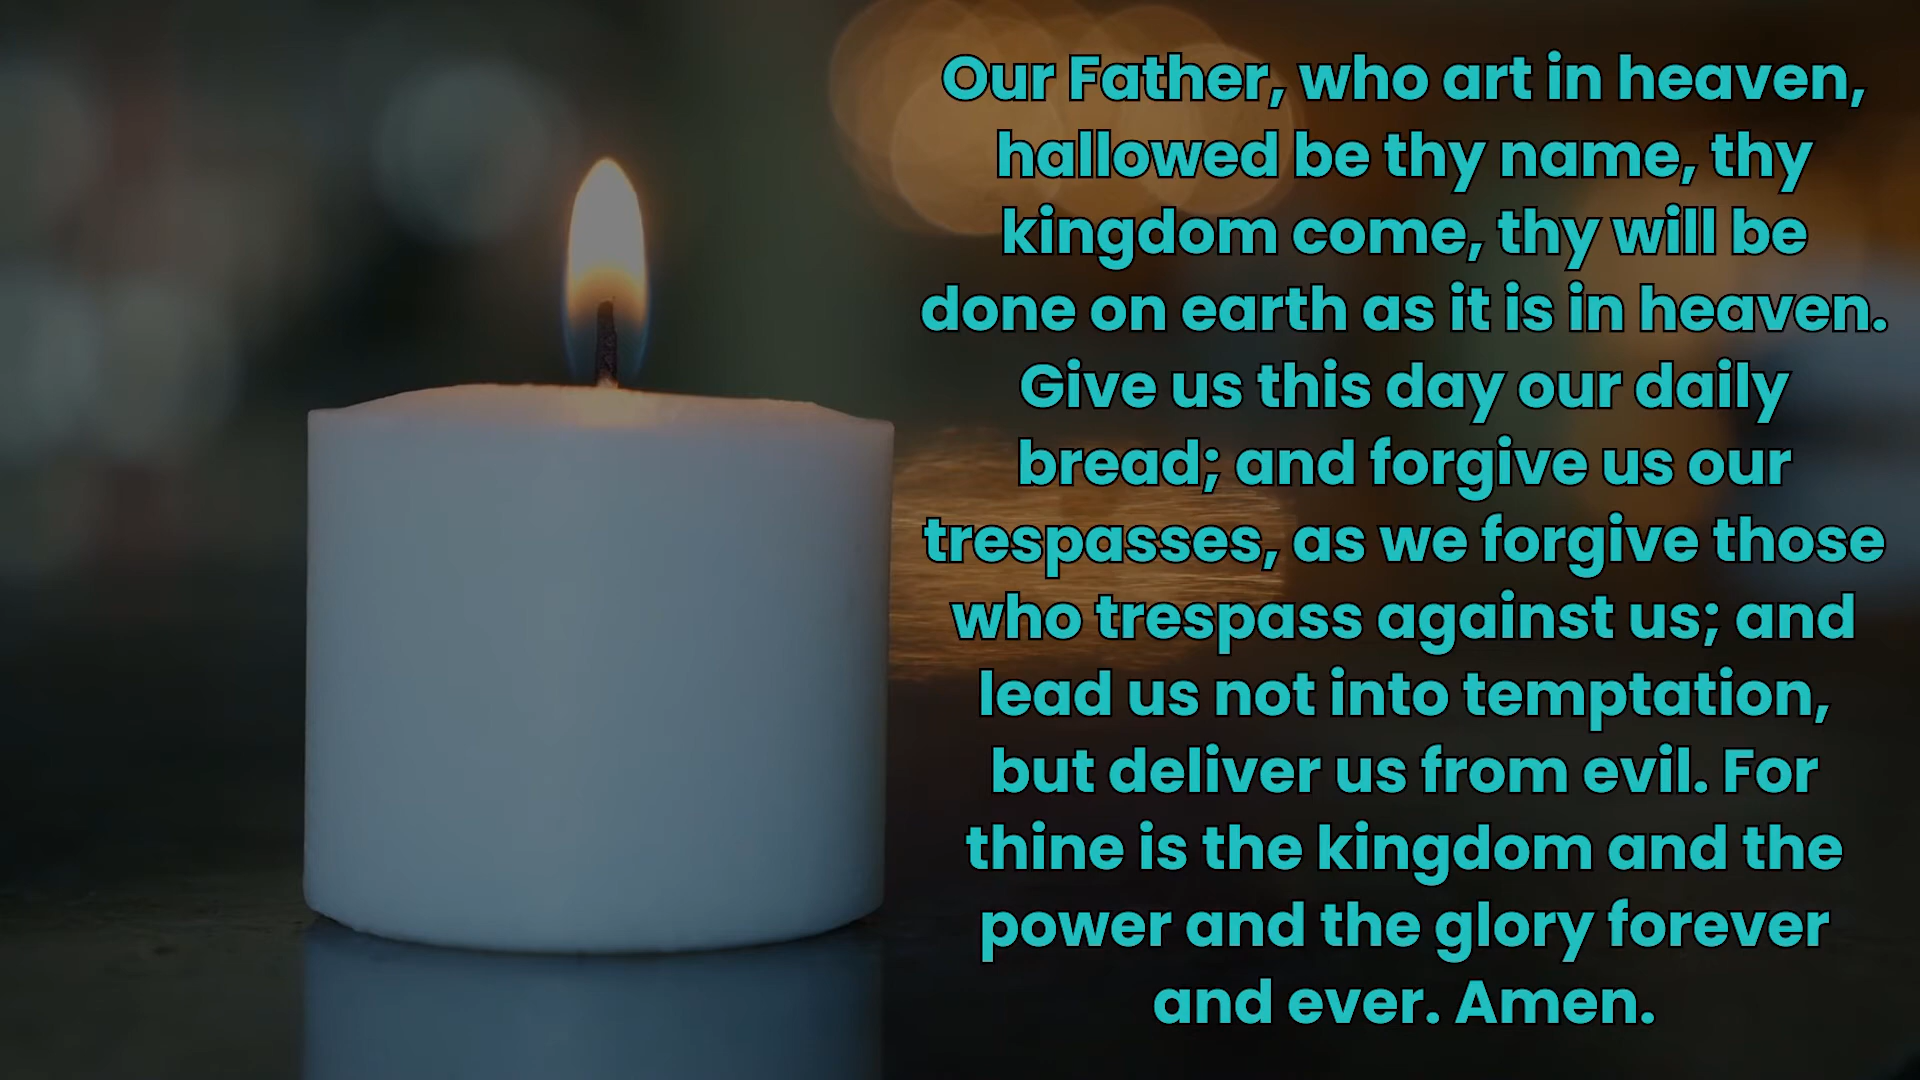 Our Father, who art in heaven,
hallowed be thy name, thy
kingdom come, thy will be
done on earth as it is in heaven.
Give us this day our daily
bread; and forgive us our
trespasses, as we forgive those
who trespass against us; and
lead us not into temptation,
but deliver us from evil. For
thine is the kingdom and the
power and the glory forever
and ever. Amen.